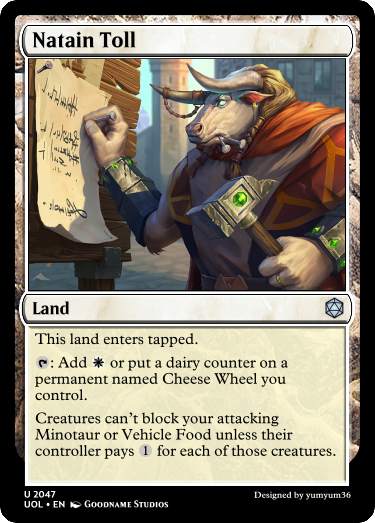 Natain Toll
Land
This land enters tapped.
: Add or put a dairy counter on a
permanent named Cheese Wheel you
control.
Creatures can't block your attacking
Minotaur or Vehicle Food unless their
controller pays 1 for each of those creatures.
U 2047
UOL • EN GOODNAME STUDIOS
Designed by yumyum36